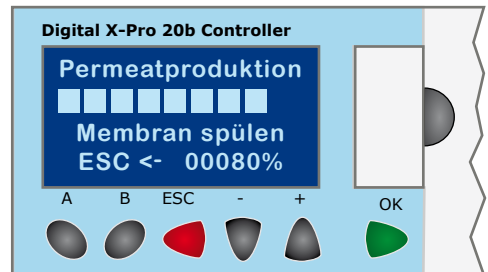 Digital X-Pro 20b Controller
Permeatproduktion
Membran spülen
ESC <- 00080%
A B ESC - + OK